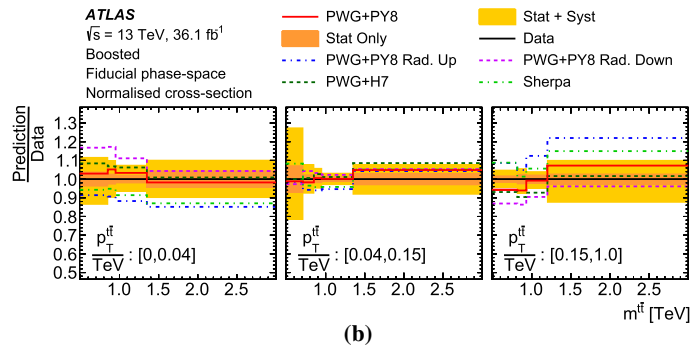 ATLAS
√s = 13 TeV, 36.1 fb¹
Boosted
Fiducial phase-space
Normalised cross-section
PWG+PY8
Stat Only
PWG+PY8 Rad. Up
PWG+H7
Stat + Syst
Data
PWG+PY8 Rad. Down
Sherpa
Prediction
Data
1.3
1.2
1.1
1.0
0.9
0.8
0.7
0.6
0.5
p_T^{tt̄}
TeV : [0,0.04]
p_T^{tt̄}
TeV : [0.04,0.15]
p_T^{tt̄}
TeV : [0.15,1.0]
1.0 1.5 2.0 2.5 1.0 1.5 2.0 2.5 1.0 1.5 2.0 2.5
m^{tt̄} [TeV]
(b)